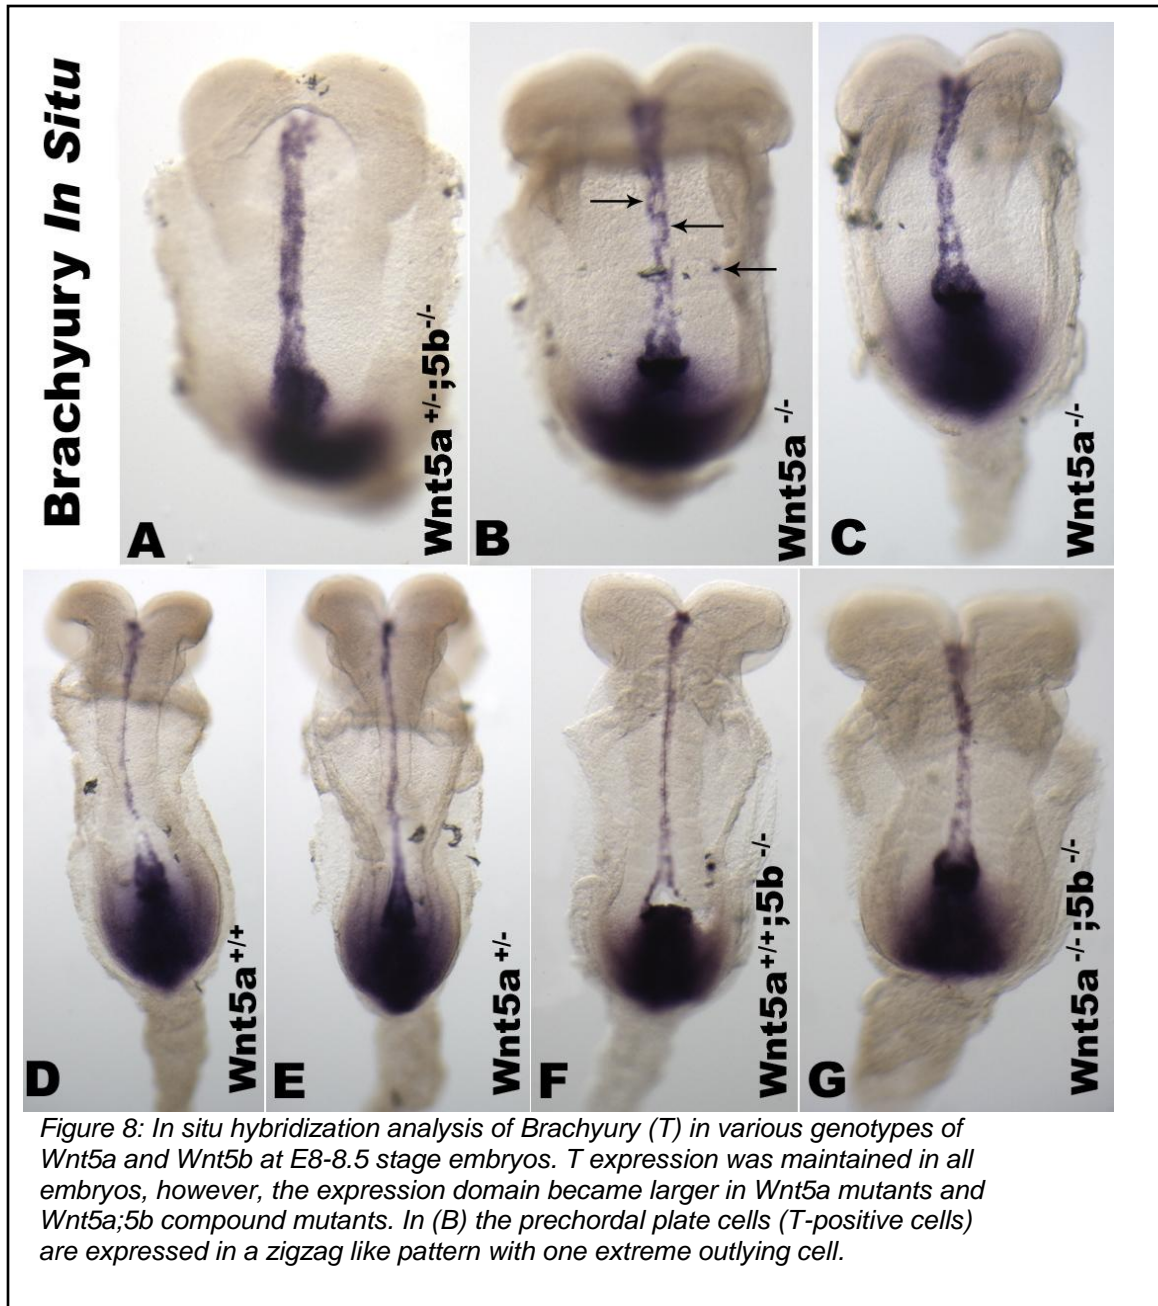 Brachyury In Situ
A
Wnt5a+/-;5b-/-
B
Wnt5a-/-
C
Wnt5a-/-
D
Wnt5a+/+
E
Wnt5a+/-
F
Wnt5a+/+;5b-/-
G
Wnt5a-/-;5b-/-
Figure 8: In situ hybridization analysis of Brachyury (T) in various genotypes of
Wnt5a and Wnt5b at E8-8.5 stage embryos. T expression was maintained in all
embryos, however, the expression domain became larger in Wnt5a mutants and
Wnt5a;5b compound mutants. In (B) the prechordal plate cells (T-positive cells)
are expressed in a zigzag like pattern with one extreme outlying cell.